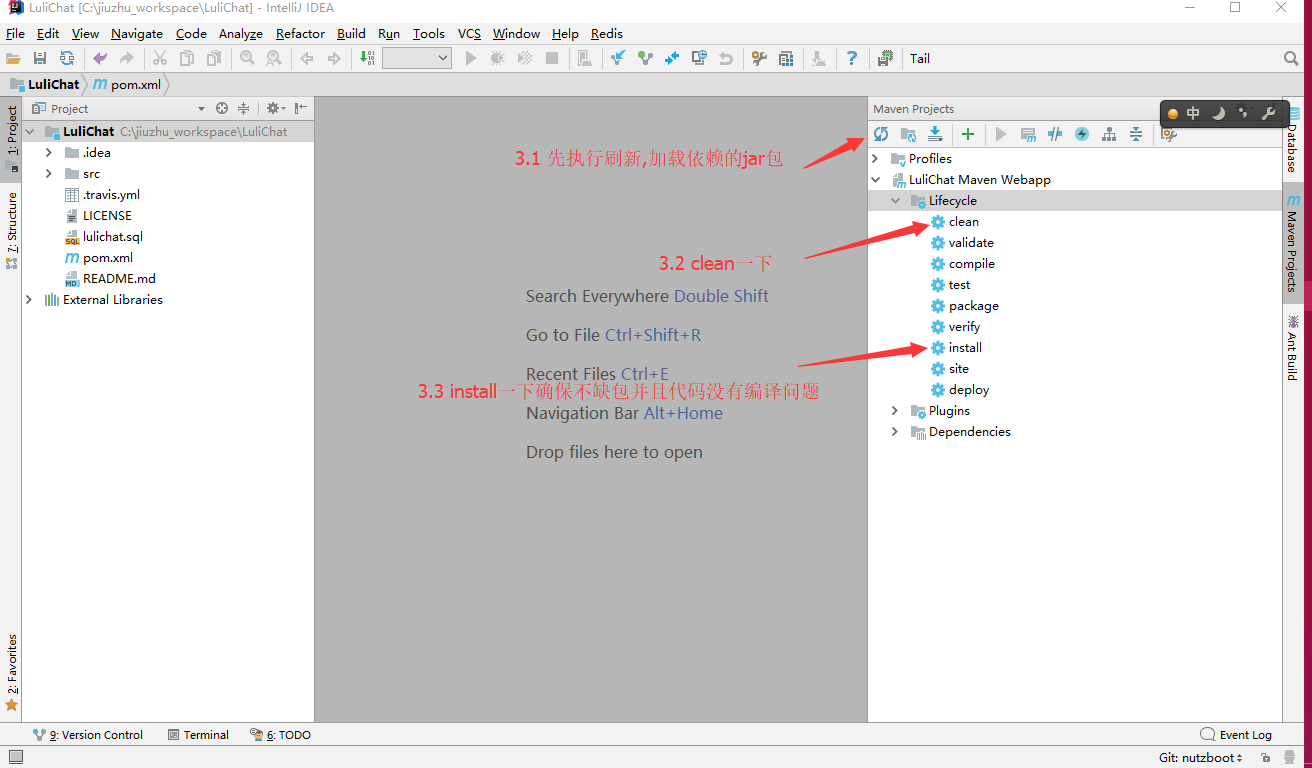 LuliChat [C:\jiuzhu_workspace\LuliChat] - IntelliJ IDEA
File Edit View Navigate Code Analyze Refactor Build Run Tools VCS Window Help Redis
Tail
LuliChat pom.xml
1: Project
7: Structure
2: Favorites
Project
LuliChat C:\jiuzhu_workspace\LuliChat
.idea
src
.travis.yml
LICENSE
lulichat.sql
pom.xml
README.md
External Libraries
3.1 先执行刷新,加载依赖的jar包
3.2 clean一下
Search Everywhere Double Shift
Go to File Ctrl+Shift+R
Recent Files Ctrl+E
3.3 install一下确保不缺包并且代码没有编译问题
Navigation Bar Alt+Home
Drop files here to open
Maven Projects
中
Profiles
LuliChat Maven Webapp
Lifecycle
clean
validate
compile
test
package
verify
install
site
deploy
Plugins
Dependencies
Database
Maven Projects
Ant Build
9: Version Control Terminal 6: TODO Event Log
Git: nutzboot